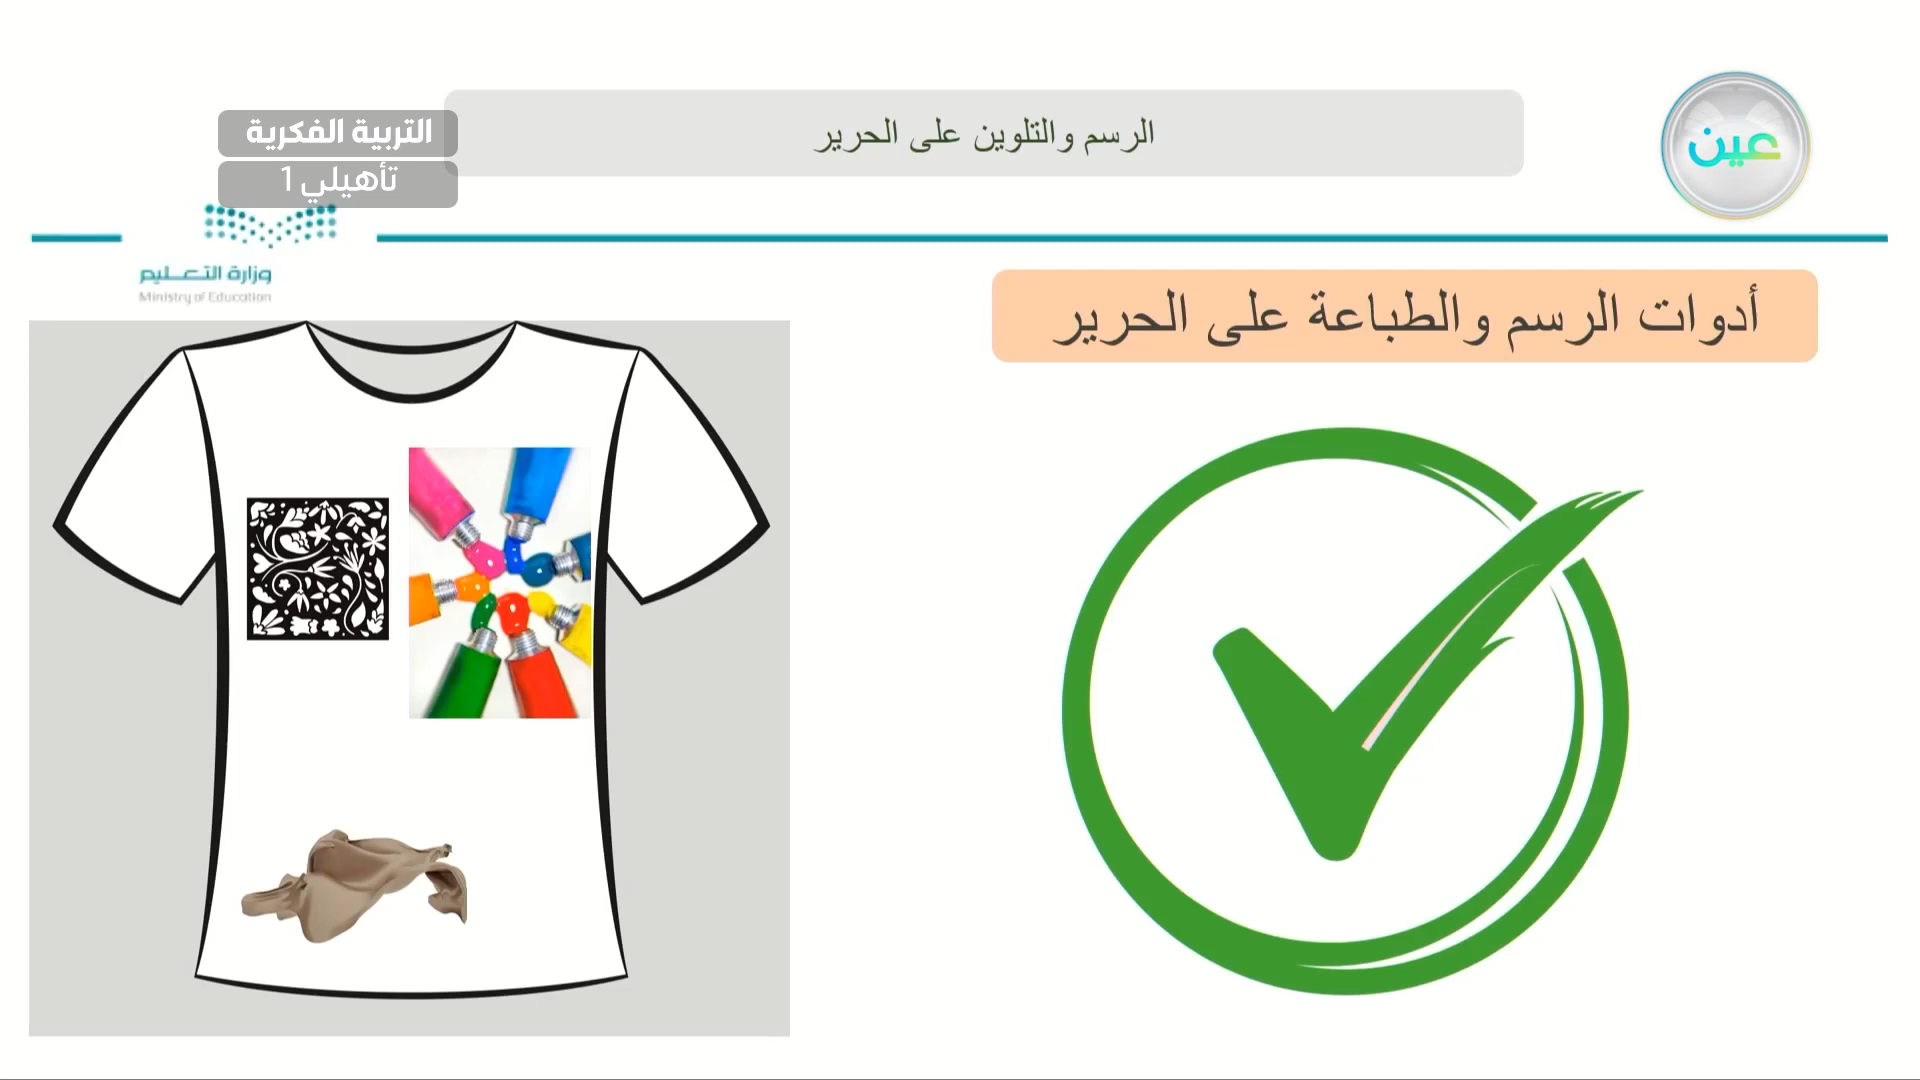 الرسم والتلوين على الحرير
التربية الفكرية
تأهيلي 1
عين
وزارة التعليم
Ministry of Education
أدوات الرسم والطباعة على الحرير